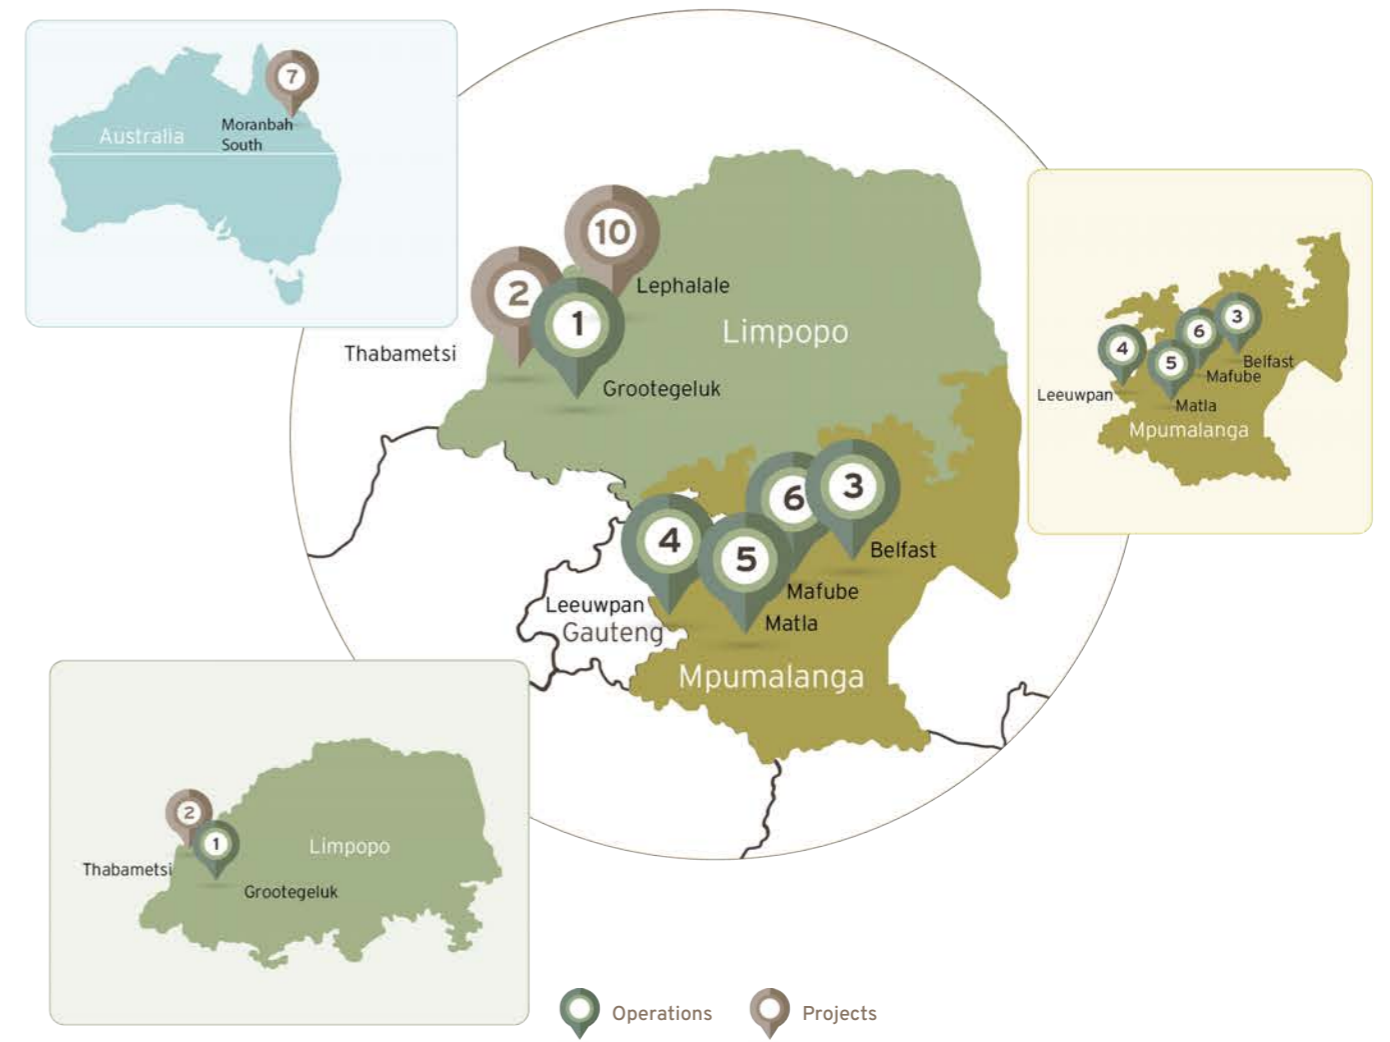 7
Australia
Moranbah
South
10
2
Lephalale
1
Limpopo
Thabametsi
Grootegeluk
3
6
4
5
Belfast
Mafube
Leeuwpan
Matla
Gauteng
Mpumalanga
3
6
4
5
Belfast
Mafube
Leeuwpan
Matla
Mpumalanga
2
1
Limpopo
Thabametsi
Grootegeluk
Operations
Projects